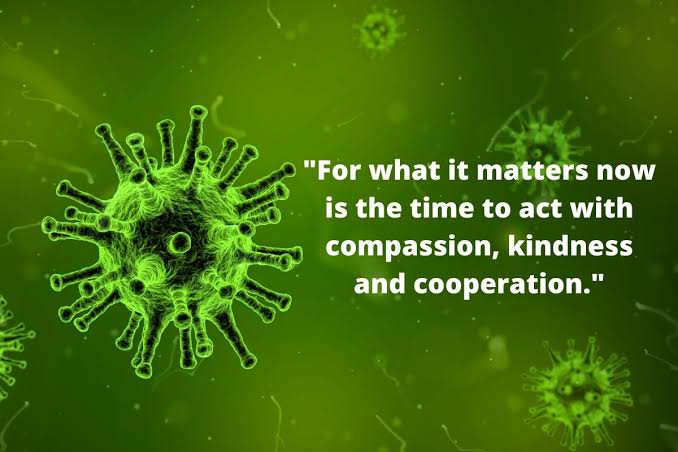 "For what it matters now
is the time to act with
compassion, kindness
and cooperation."